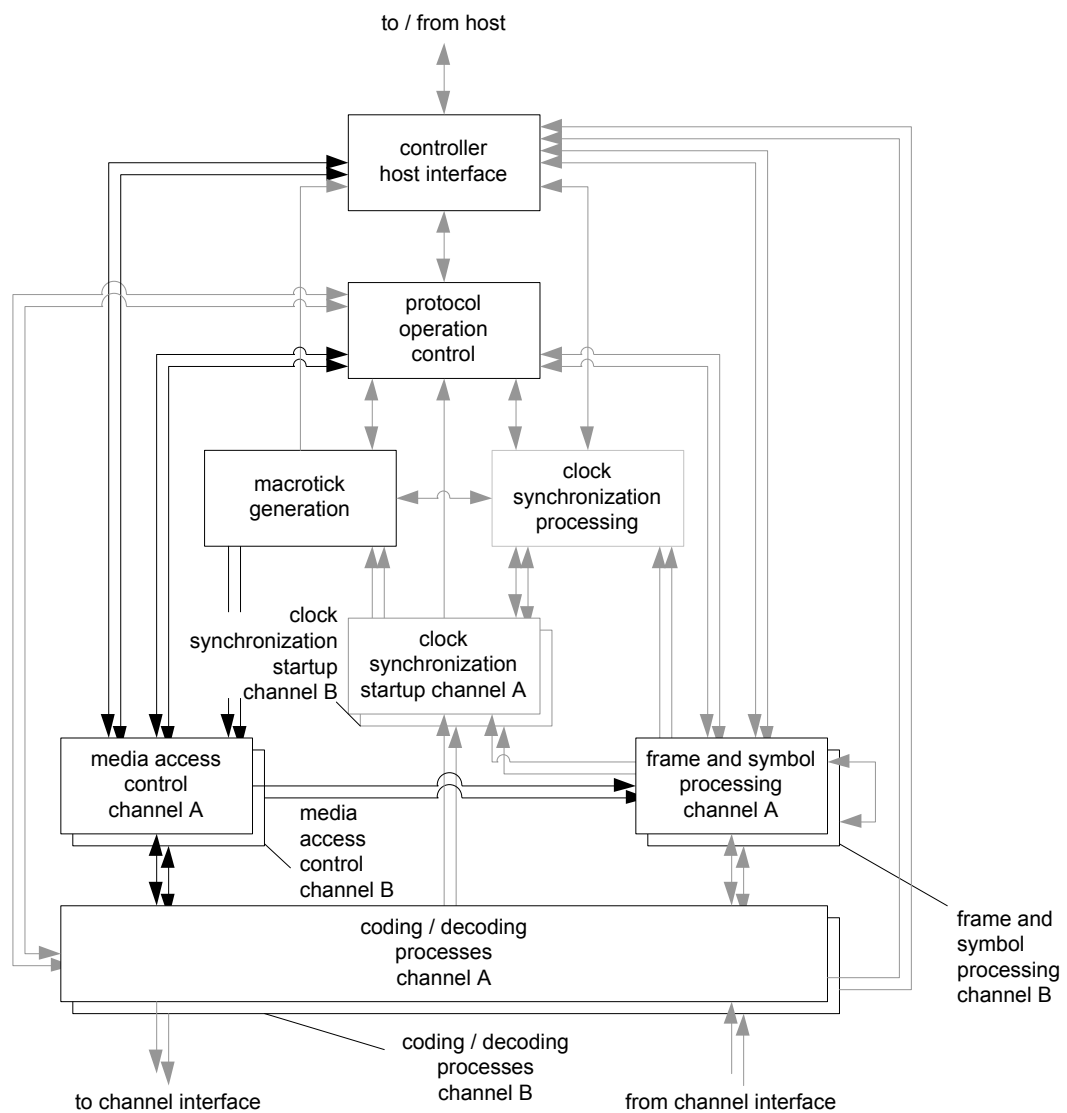 to / from host
controller
host interface
protocol
operation
control
macrotick
generation
clock
synchronization
processing
clock
synchronization
startup
channel B
clock
synchronization
startup channel A
media access
control
channel A
frame and symbol
processing
channel A
media
access
control
channel B
coding / decoding
processes
channel A
frame and
symbol
processing
channel B
coding / decoding
processes
channel B
to channel interface
from channel interface